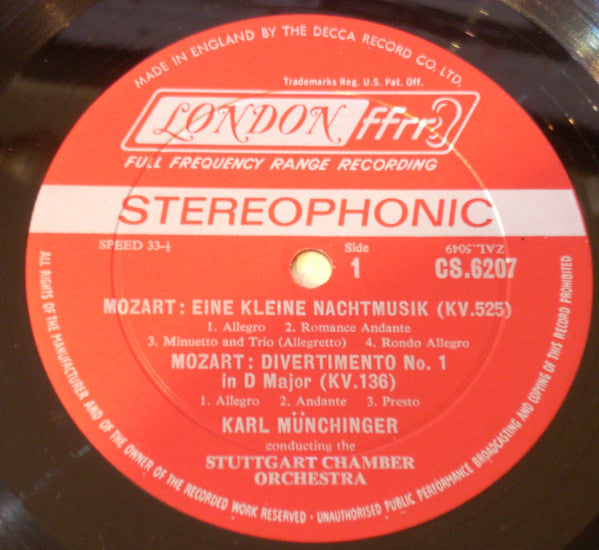 MADE IN ENGLAND BY THE DECCA RECORD CO. LTD.
Trademarks Reg. U.S. Pat. Off.
LONDON ffrr
FULL FREQUENCY RANGE RECORDING
STEREOPHONIC
SPEED 33-⅓
Side
1
ZAL.5049
CS.6207
MOZART: EINE KLEINE NACHTMUSIK (KV.525)
1. Allegro 2. Romance Andante
3. Minuetto and Trio (Allegretto) 4. Rondo Allegro
MOZART: DIVERTIMENTO No. 1
in D Major (KV.136)
1. Allegro 2. Andante 3. Presto
KARL MÜNCHINGER
conducting the
STUTTGART CHAMBER
ORCHESTRA
ALL RIGHTS OF THE MANUFACTURER AND OF THE OWNER OF THE RECORDED WORK RESERVED — UNAUTHORISED PUBLIC PERFORMANCE BROADCASTING AND COPYING OF THIS RECORD PROHIBITED